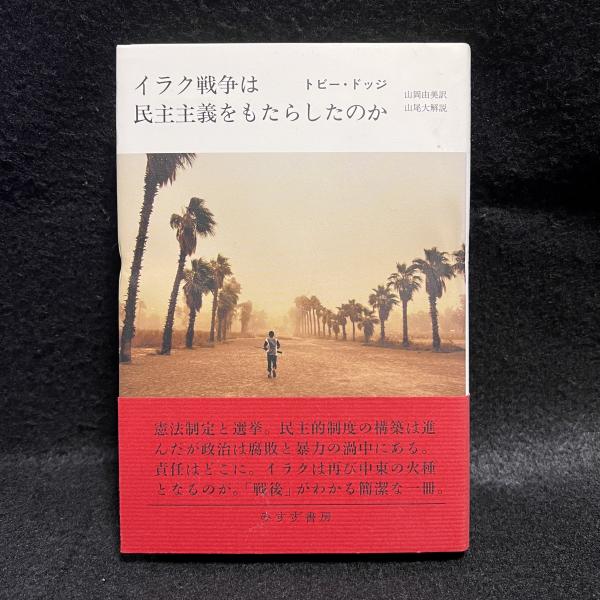 イラク戦争は
民主主義をもたらしたのか
トビー・ドッジ
山岡由美訳
山尾大解説
憲法制定と選挙。民主的制度の構築は進
んだが政治は腐敗と暴力の渦中にある。
責任はどこに。イラクは再び中東の火種
となるのか。「戦後」がわかる簡潔な一冊。
みすず書房